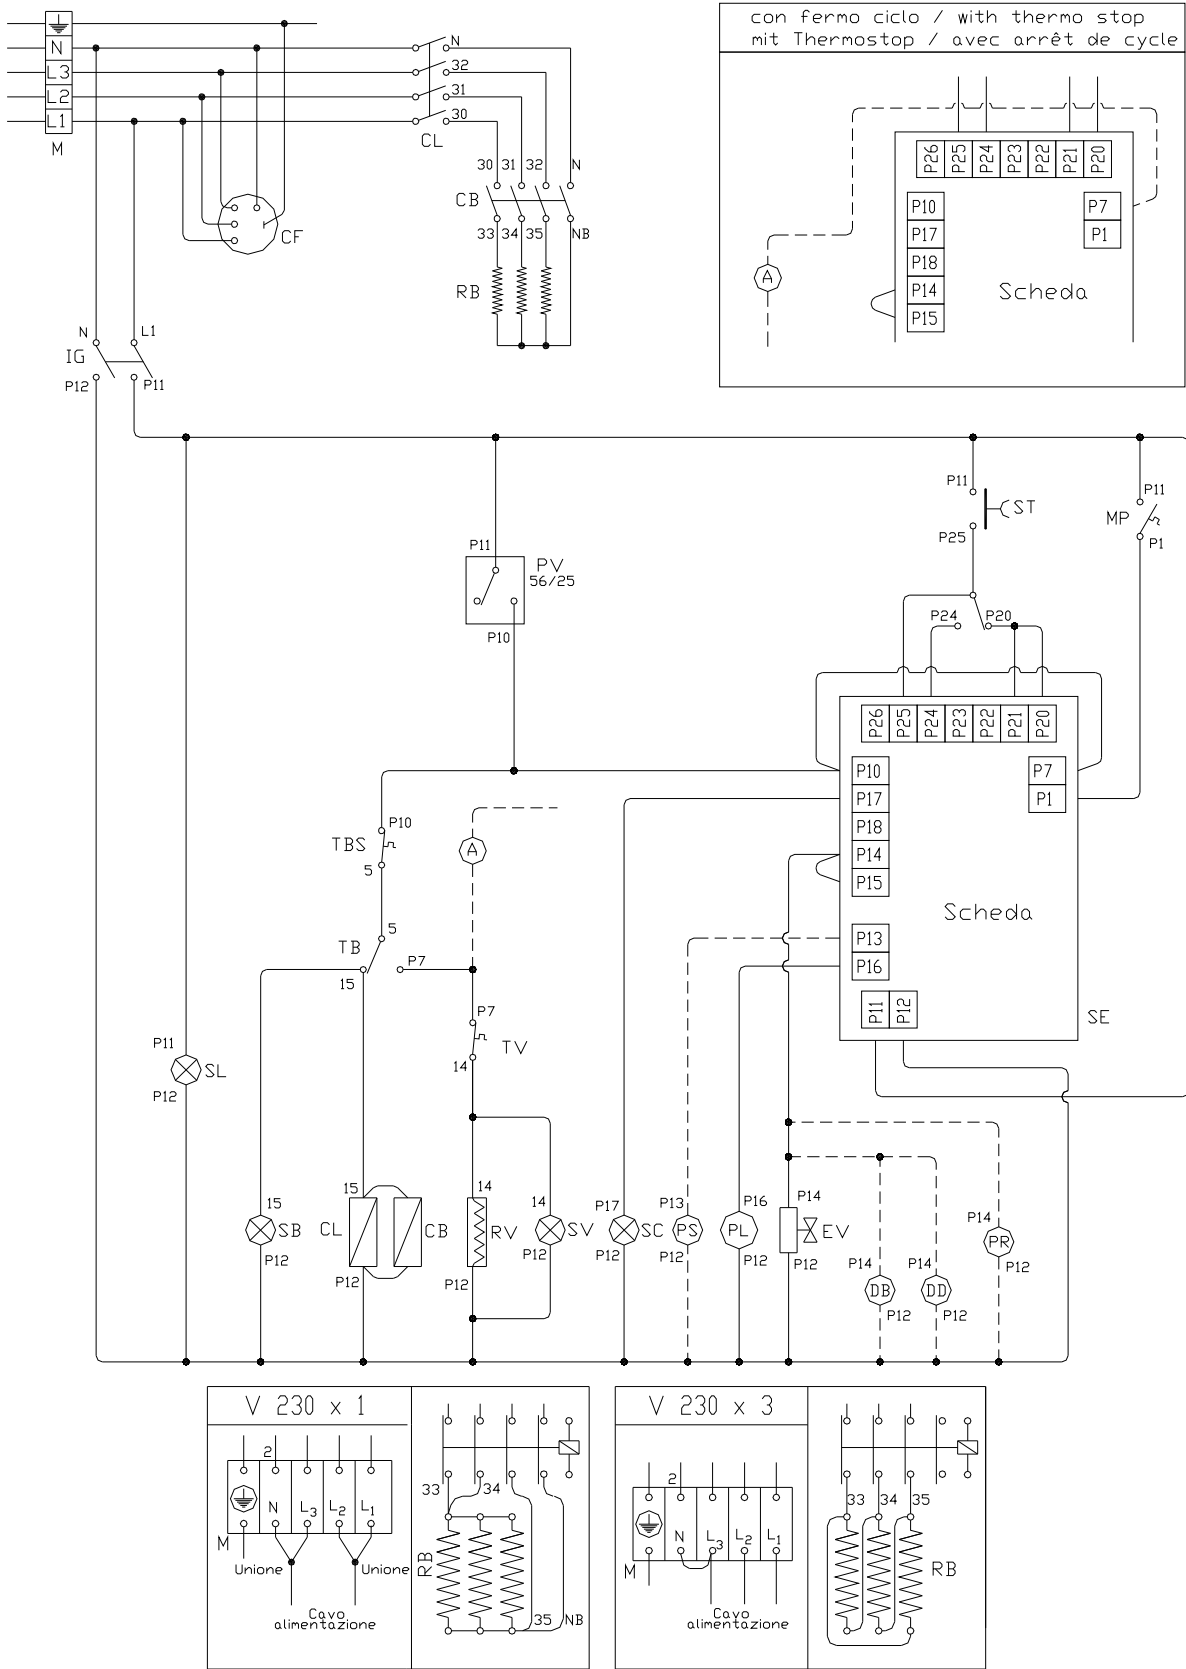 con fermo ciclo / with thermo stop
mit Thermostop / avec arrêt de cycle
N
L3
L2
L1
M
N
32
31
30
CL
30 31 32 N
CB
33 34 35 NB
RB
CF
P26 P25 P24 P23 P22 P21 P20
P10
P17
P18
P14
P15
P7
P1
A
Scheda
N L1
IG
P12 P11
P11
PV
56/25
P10
P11
ST
P25
P24 P20
P11
MP
P1
P26 P25 P24 P23 P22 P21 P20
P10
P17
P18
P14
P15
P13
P16
P7
P1
Scheda
P11 P12
SE
P10
TBS
5
A
5
TB
P7
15
P7
TV
14
P11
SL
P12
15
SB
P12
15
CL CB
P12
14
RV
P12
14
SV
P12
P17
SC
P12
P13
PS
P12
P16
PL
P12
P14
EV
P12
P14
DB
P12
P14
DD
P12
P14
PR
P12
V 230 x 1
2
N L3 L2 L1
M
Unione Unione
Cavo
alimentazione
33 34
RB
35 NB
V 230 x 3
2
N L3 L2 L1
M
Cavo
alimentazione
33 34 35
RB